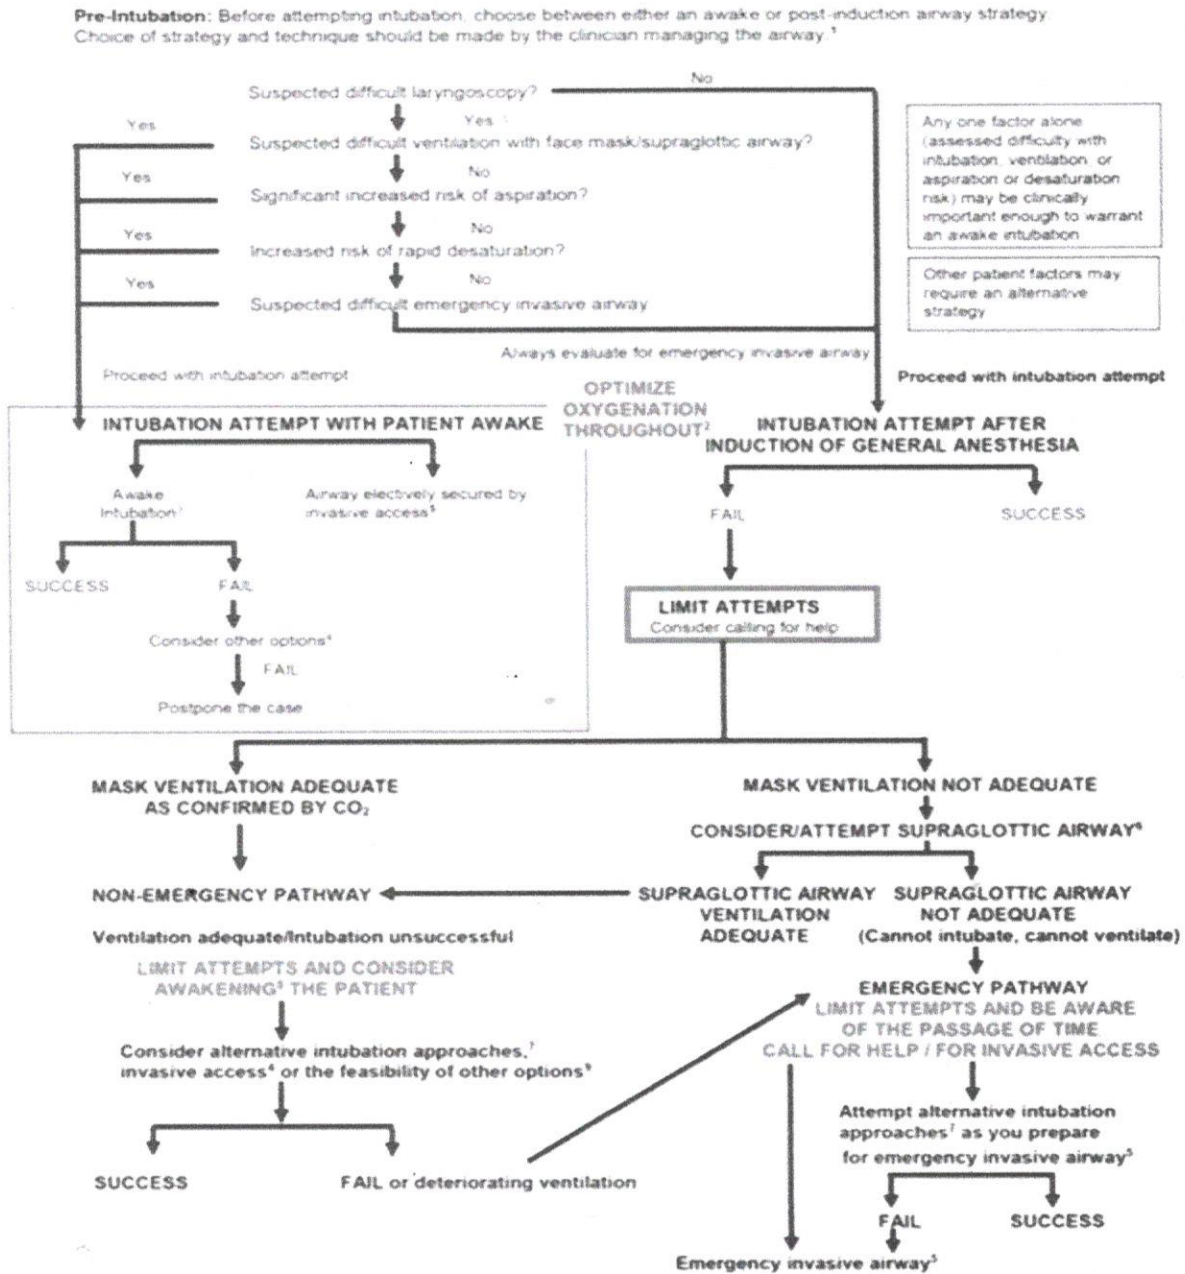 Pre-Intubation: Before attempting intubation, choose between either an awake or post-induction airway strategy.
Choice of strategy and technique should be made by the clinician managing the airway.¹
Suspected difficult laryngoscopy?
No
Yes
Suspected difficult ventilation with face mask/supraglottic airway?
Yes
No
Significant increased risk of aspiration?
Yes
No
Increased risk of rapid desaturation?
Yes
No
Suspected difficult emergency invasive airway
Yes
Any one factor alone
(assessed difficulty with
intubation, ventilation, or
aspiration or desaturation
risk) may be clinically
important enough to warrant
an awake intubation
Other patient factors may
require an alternative
strategy
Always evaluate for emergency invasive airway
Proceed with intubation attempt
Proceed with intubation attempt
OPTIMIZE
OXYGENATION
THROUGHOUT²
INTUBATION ATTEMPT WITH PATIENT AWAKE
INTUBATION ATTEMPT AFTER
INDUCTION OF GENERAL ANESTHESIA
Awake
Intubation
Airway electively secured by
invasive access⁵
SUCCESS
FAIL
Consider other options⁴
FAIL
Postpone the case
FAIL
SUCCESS
LIMIT ATTEMPTS
Consider calling for help
MASK VENTILATION ADEQUATE
AS CONFIRMED BY CO₂
MASK VENTILATION NOT ADEQUATE
CONSIDER/ATTEMPT SUPRAGLOTTIC AIRWAY⁶
NON-EMERGENCY PATHWAY
SUPRAGLOTTIC AIRWAY
VENTILATION
ADEQUATE
SUPRAGLOTTIC AIRWAY
NOT ADEQUATE
(Cannot intubate, cannot ventilate)
Ventilation adequate/Intubation unsuccessful
LIMIT ATTEMPTS AND CONSIDER
AWAKENING³ THE PATIENT
EMERGENCY PATHWAY
LIMIT ATTEMPTS AND BE AWARE
OF THE PASSAGE OF TIME
CALL FOR HELP / FOR INVASIVE ACCESS
Consider alternative intubation approaches,⁷
invasive access⁴ or the feasibility of other options⁹
Attempt alternative intubation
approaches⁷ as you prepare
for emergency invasive airway⁵
SUCCESS
FAIL or deteriorating ventilation
FAIL
SUCCESS
Emergency invasive airway⁵